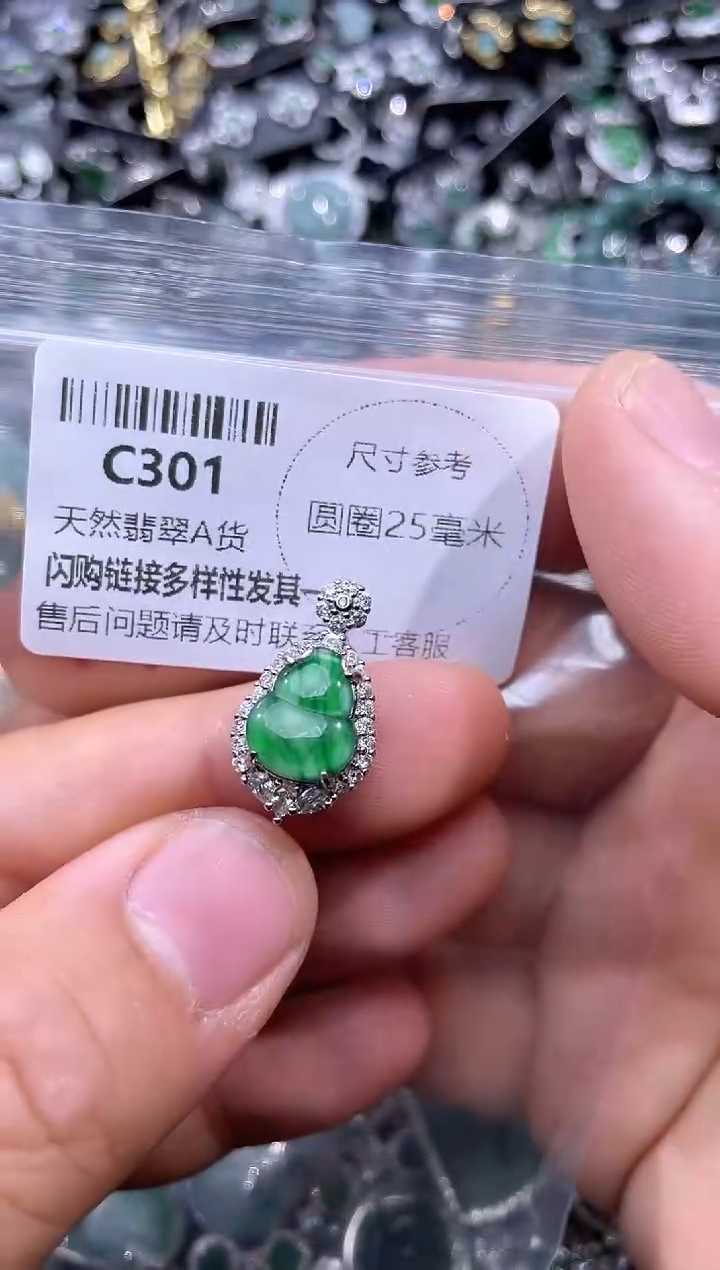 C301
尺寸参考
圆圈25毫米
天然翡翠A货
闪购链接多样性发其一
售后问题请及时联 工客服